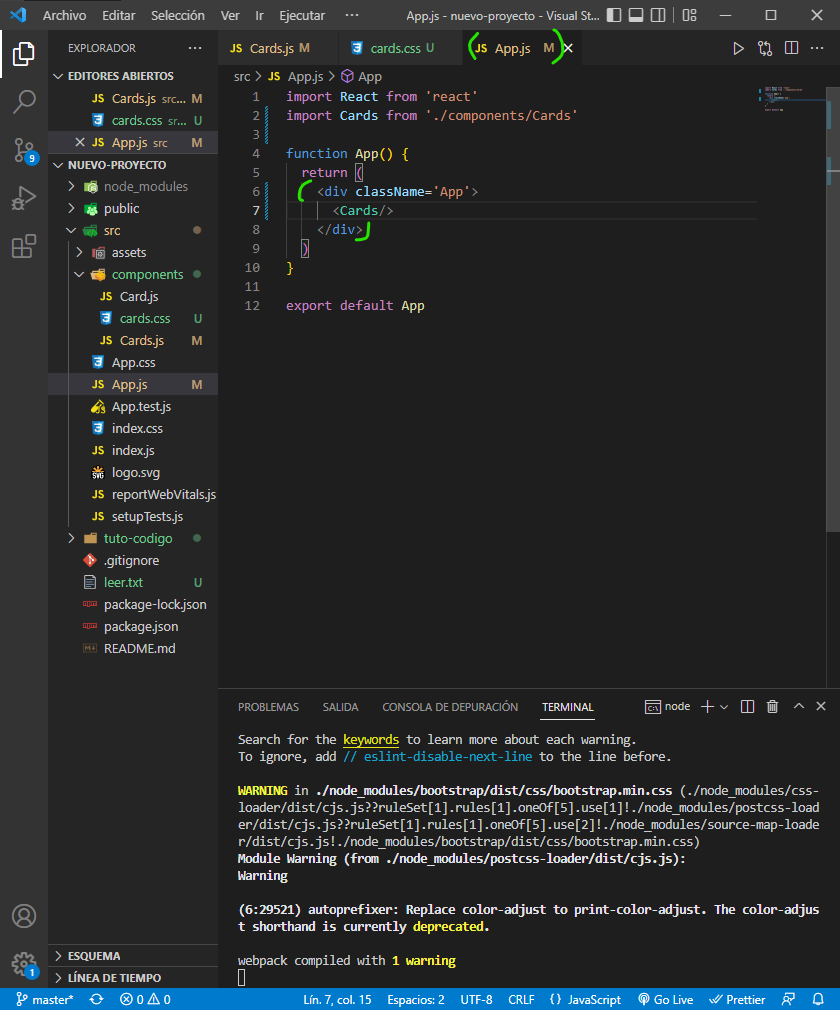 Archivo Editar Selección Ver Ir Ejecutar ··· App.js - nuevo-proyecto - Visual St...
EXPLORADOR ···
EDITORES ABIERTOS
JS Cards.js src... M
cards.css sr... U
JS App.js src M
NUEVO-PROYECTO
node_modules
public
src
assets
components
JS Card.js
cards.css U
JS Cards.js M
App.css
JS App.js M
App.test.js
index.css
JS index.js
SVG logo.svg
JS reportWebVitals.js
JS setupTests.js
tuto-codigo
.gitignore
leer.txt U
package-lock.json
package.json
README.md
ESQUEMA
LÍNEA DE TIEMPO
9
1
JS Cards.js M cards.css U JS App.js M
src > JS App.js > App
1 import React from 'react'
2 import Cards from './components/Cards'
3
4 function App() {
5 return (
6 <div className='App'>
7 <Cards/>
8 </div>
9 )
10 }
11
12 export default App
PROBLEMAS SALIDA CONSOLA DE DEPURACIÓN TERMINAL node
Search for the keywords to learn more about each warning.
To ignore, add // eslint-disable-next-line to the line before.
WARNING in ./node_modules/bootstrap/dist/css/bootstrap.min.css (./node_modules/css-
loader/dist/cjs.js??ruleSet[1].rules[1].oneOf[5].use[1]!./node_modules/postcss-load
er/dist/cjs.js??ruleSet[1].rules[1].oneOf[5].use[2]!./node_modules/source-map-loade
r/dist/cjs.js!./node_modules/bootstrap/dist/css/bootstrap.min.css)
Module Warning (from ./node_modules/postcss-loader/dist/cjs.js):
Warning
(6:29521) autoprefixer: Replace color-adjust to print-color-adjust. The color-adjus
t shorthand is currently deprecated.
webpack compiled with 1 warning
master* 0 0 Lín. 7, col. 15 Espacios: 2 UTF-8 CRLF {} JavaScript Go Live Prettier